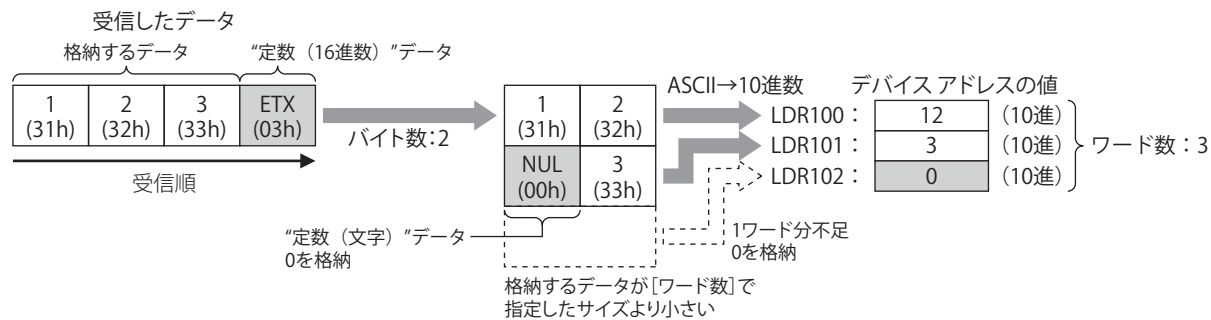 受信したデータ
格納するデータ
“定数（16進数）”データ
1
(31h)
2
(32h)
3
(33h)
ETX
(03h)
受信順
バイト数：2
1
(31h)
2
(32h)
NUL
(00h)
3
(33h)
“定数（文字）”データ
0を格納
格納するデータが［ワード数］で
指定したサイズより小さい
ASCII→10進数
デバイス アドレスの値
LDR100：
12
(10進)
LDR101：
3
(10進)
LDR102：
0
(10進)
ワード数：3
1ワード分不足
0を格納